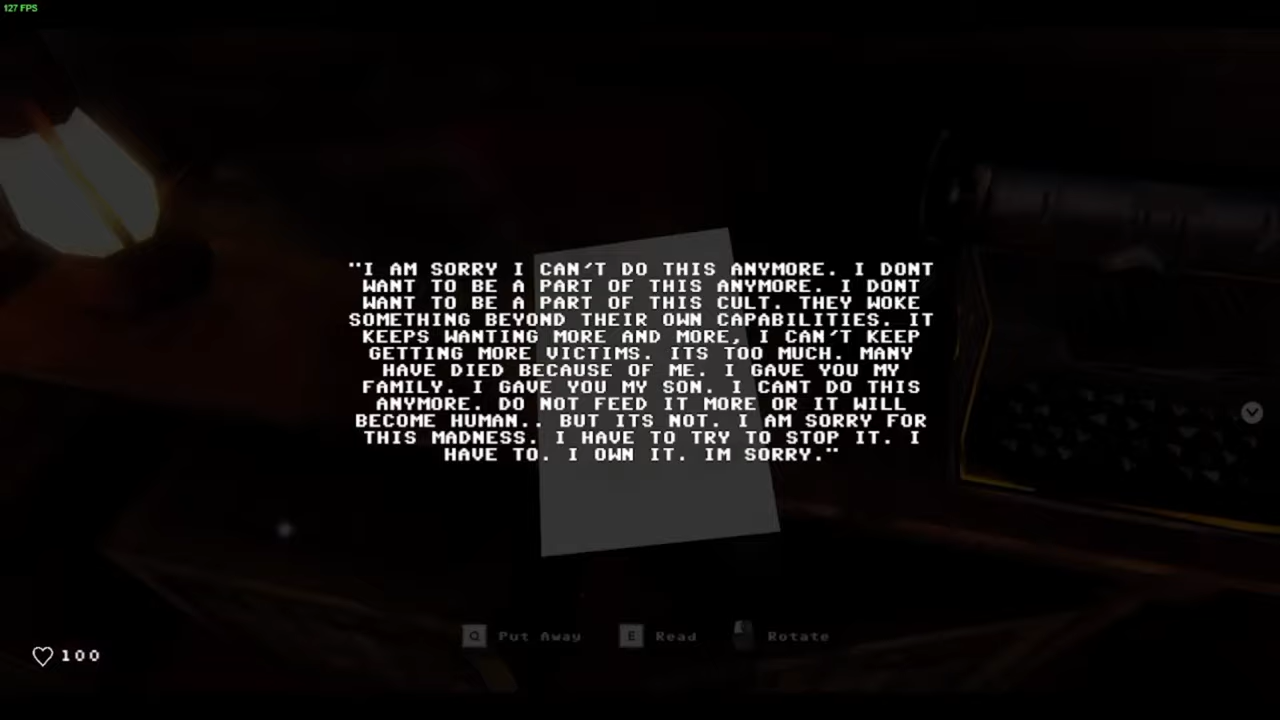 127 FPS
"I AM SORRY I CAN'T DO THIS ANYMORE. I DONT
WANT TO BE A PART OF THIS ANYMORE. I DONT
WANT TO BE A PART OF THIS CULT. THEY WOKE
SOMETHING BEYOND THEIR OWN CAPABILITIES. IT
KEEPS WANTING MORE AND MORE, I CAN'T KEEP
GETTING MORE VICTIMS. ITS TOO MUCH. MANY
HAVE DIED BECAUSE OF ME. I GAVE YOU MY
FAMILY. I GAVE YOU MY SON. I CANT DO THIS
ANYMORE. DO NOT FEED IT MORE OR IT WILL
BECOME HUMAN.. BUT ITS NOT. I AM SORRY FOR
THIS MADNESS. I HAVE TO TRY TO STOP IT. I
HAVE TO. I OWN IT. IM SORRY."
Q Put Away E Read Rotate
100